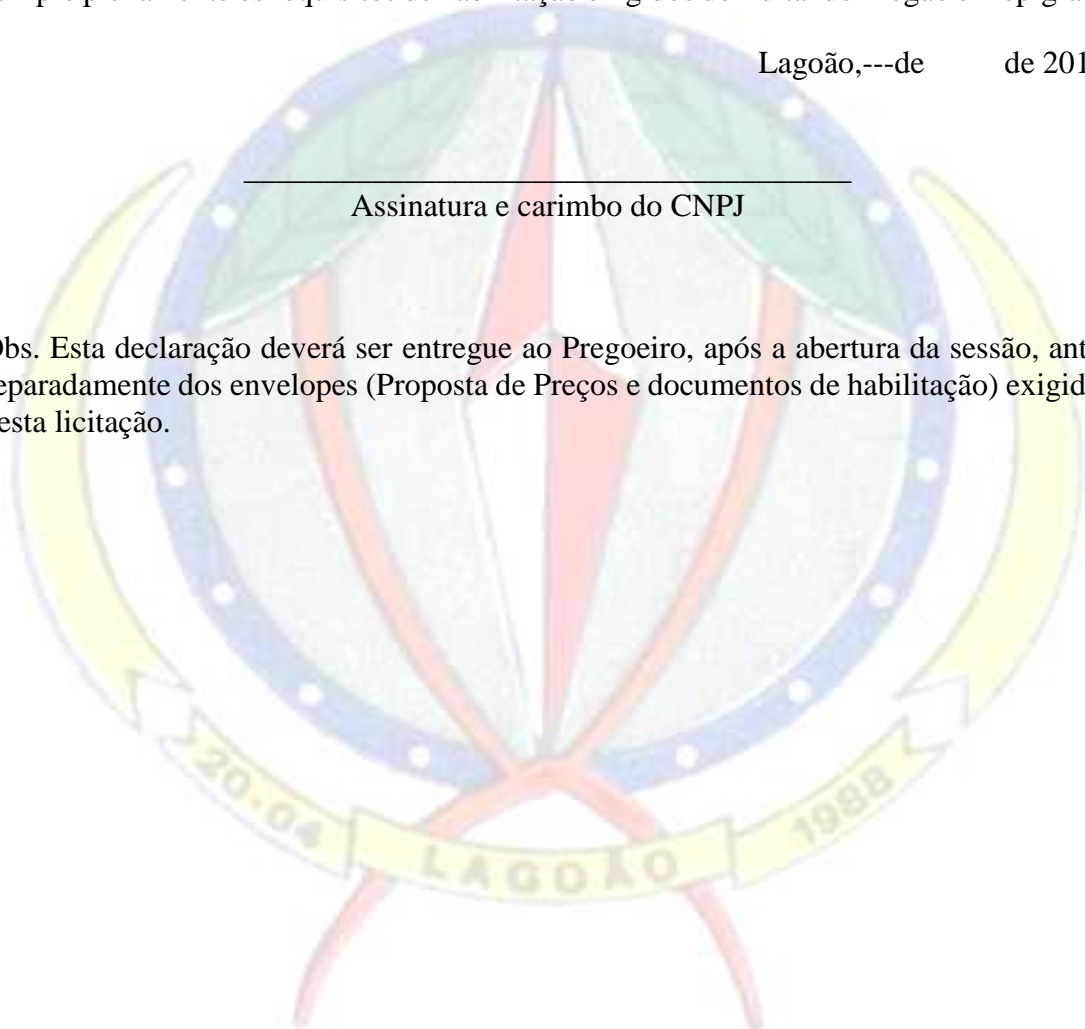 Lagoão,---de de 201
Assinatura e carimbo do CNPJ
Obs. Esta declaração deverá ser entregue ao Pregoeiro, após a abertura da sessão, ant
eparadamente dos envelopes (Proposta de Preços e documentos de habilitação) exigid
esta licitação.
20.04 LAGOÃO 1988